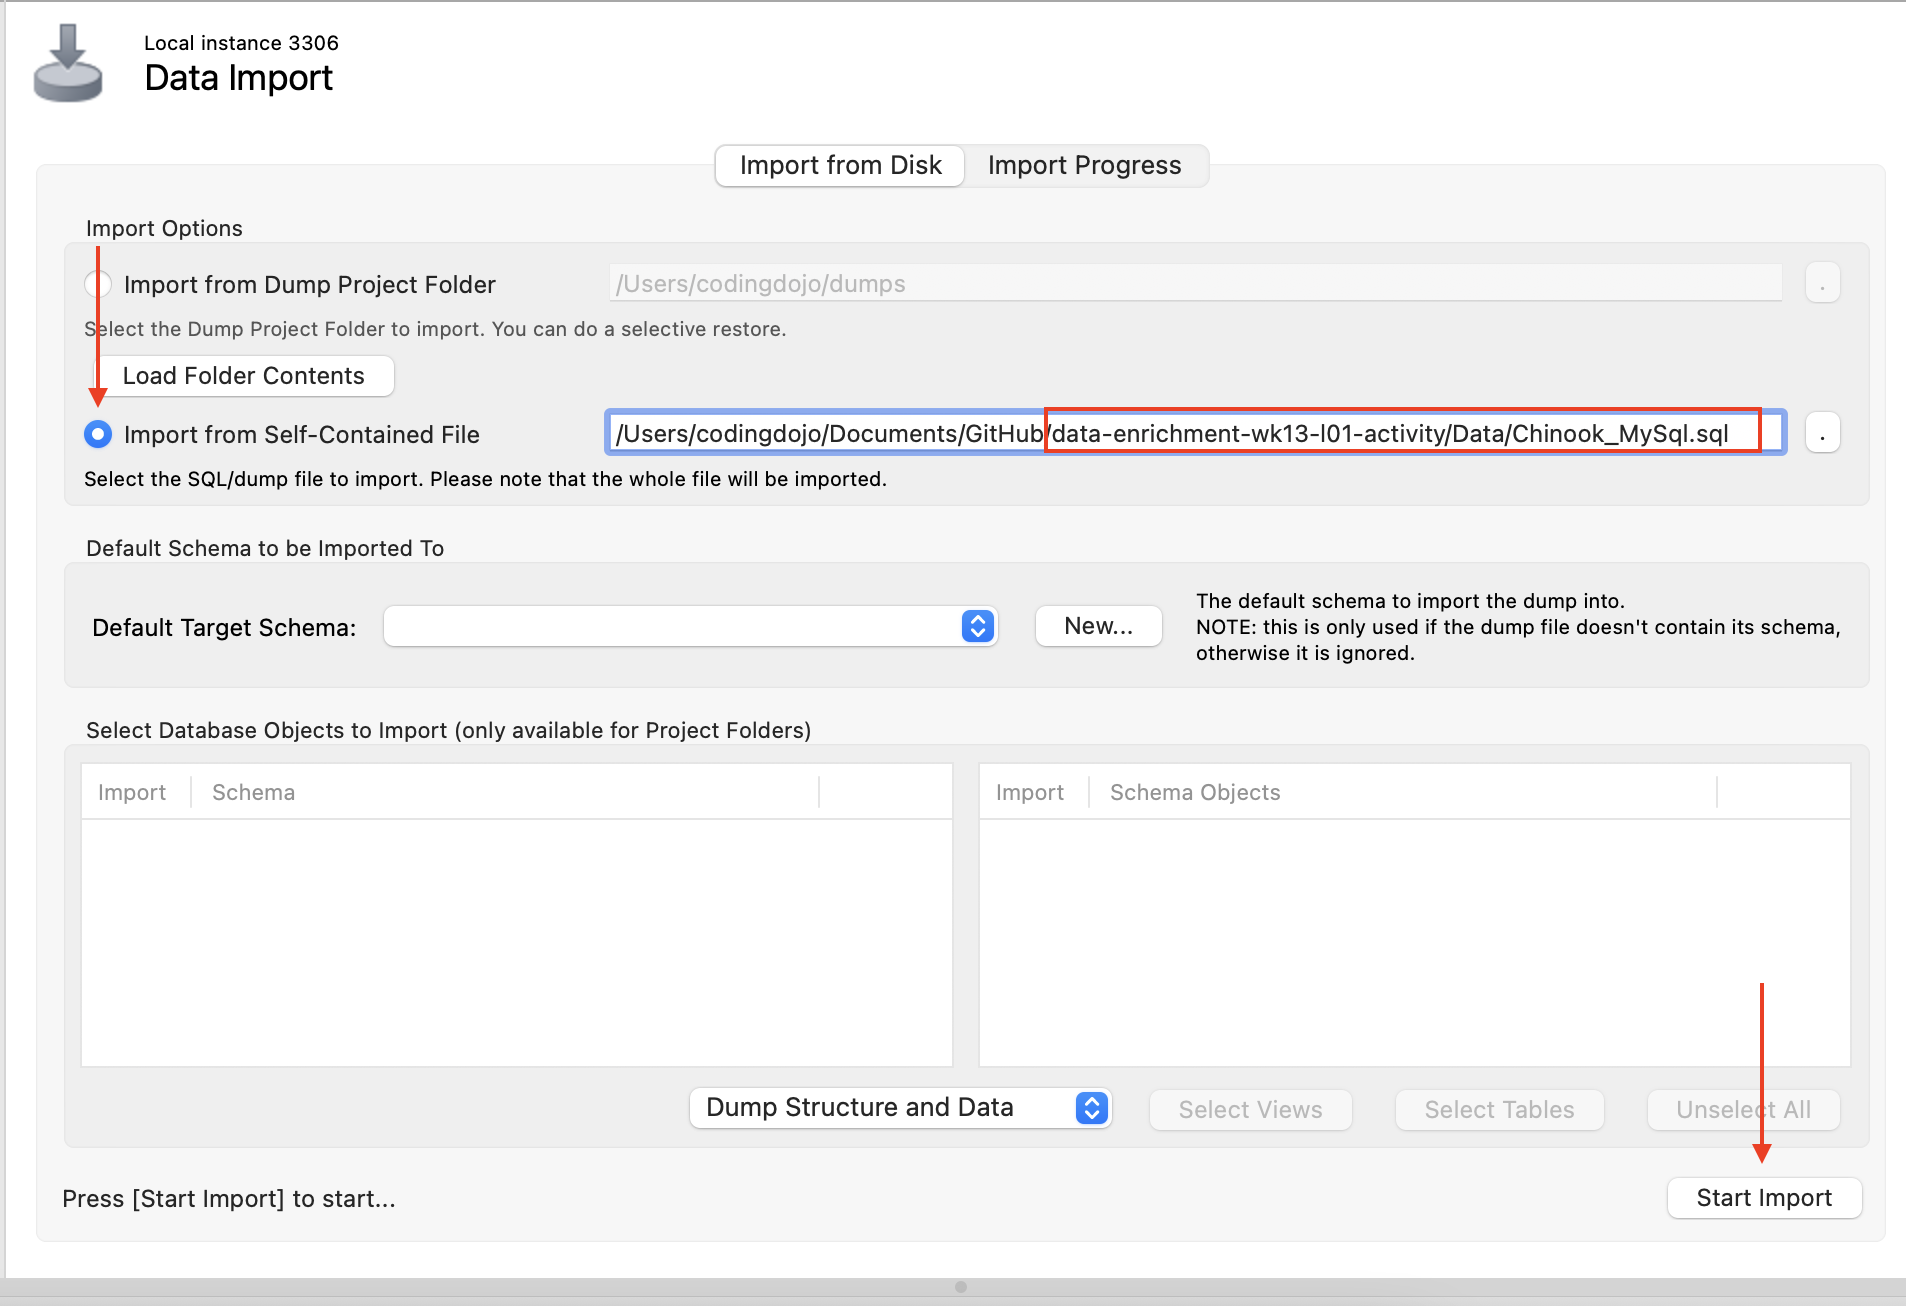 Local instance 3306
Data Import
Import from Disk Import Progress
Import Options
Import from Dump Project Folder /Users/codingdojo/dumps .
Select the Dump Project Folder to import. You can do a selective restore.
Load Folder Contents
Import from Self-Contained File /Users/codingdojo/Documents/GitHub/data-enrichment-wk13-l01-activity/Data/Chinook_MySql.sql .
Select the SQL/dump file to import. Please note that the whole file will be imported.
Default Schema to be Imported To
Default Target Schema: New...
The default schema to import the dump into.
NOTE: this is only used if the dump file doesn't contain its schema,
otherwise it is ignored.
Select Database Objects to Import (only available for Project Folders)
Import Schema Import Schema Objects
Dump Structure and Data Select Views Select Tables Unselect All
Press [Start Import] to start... Start Import